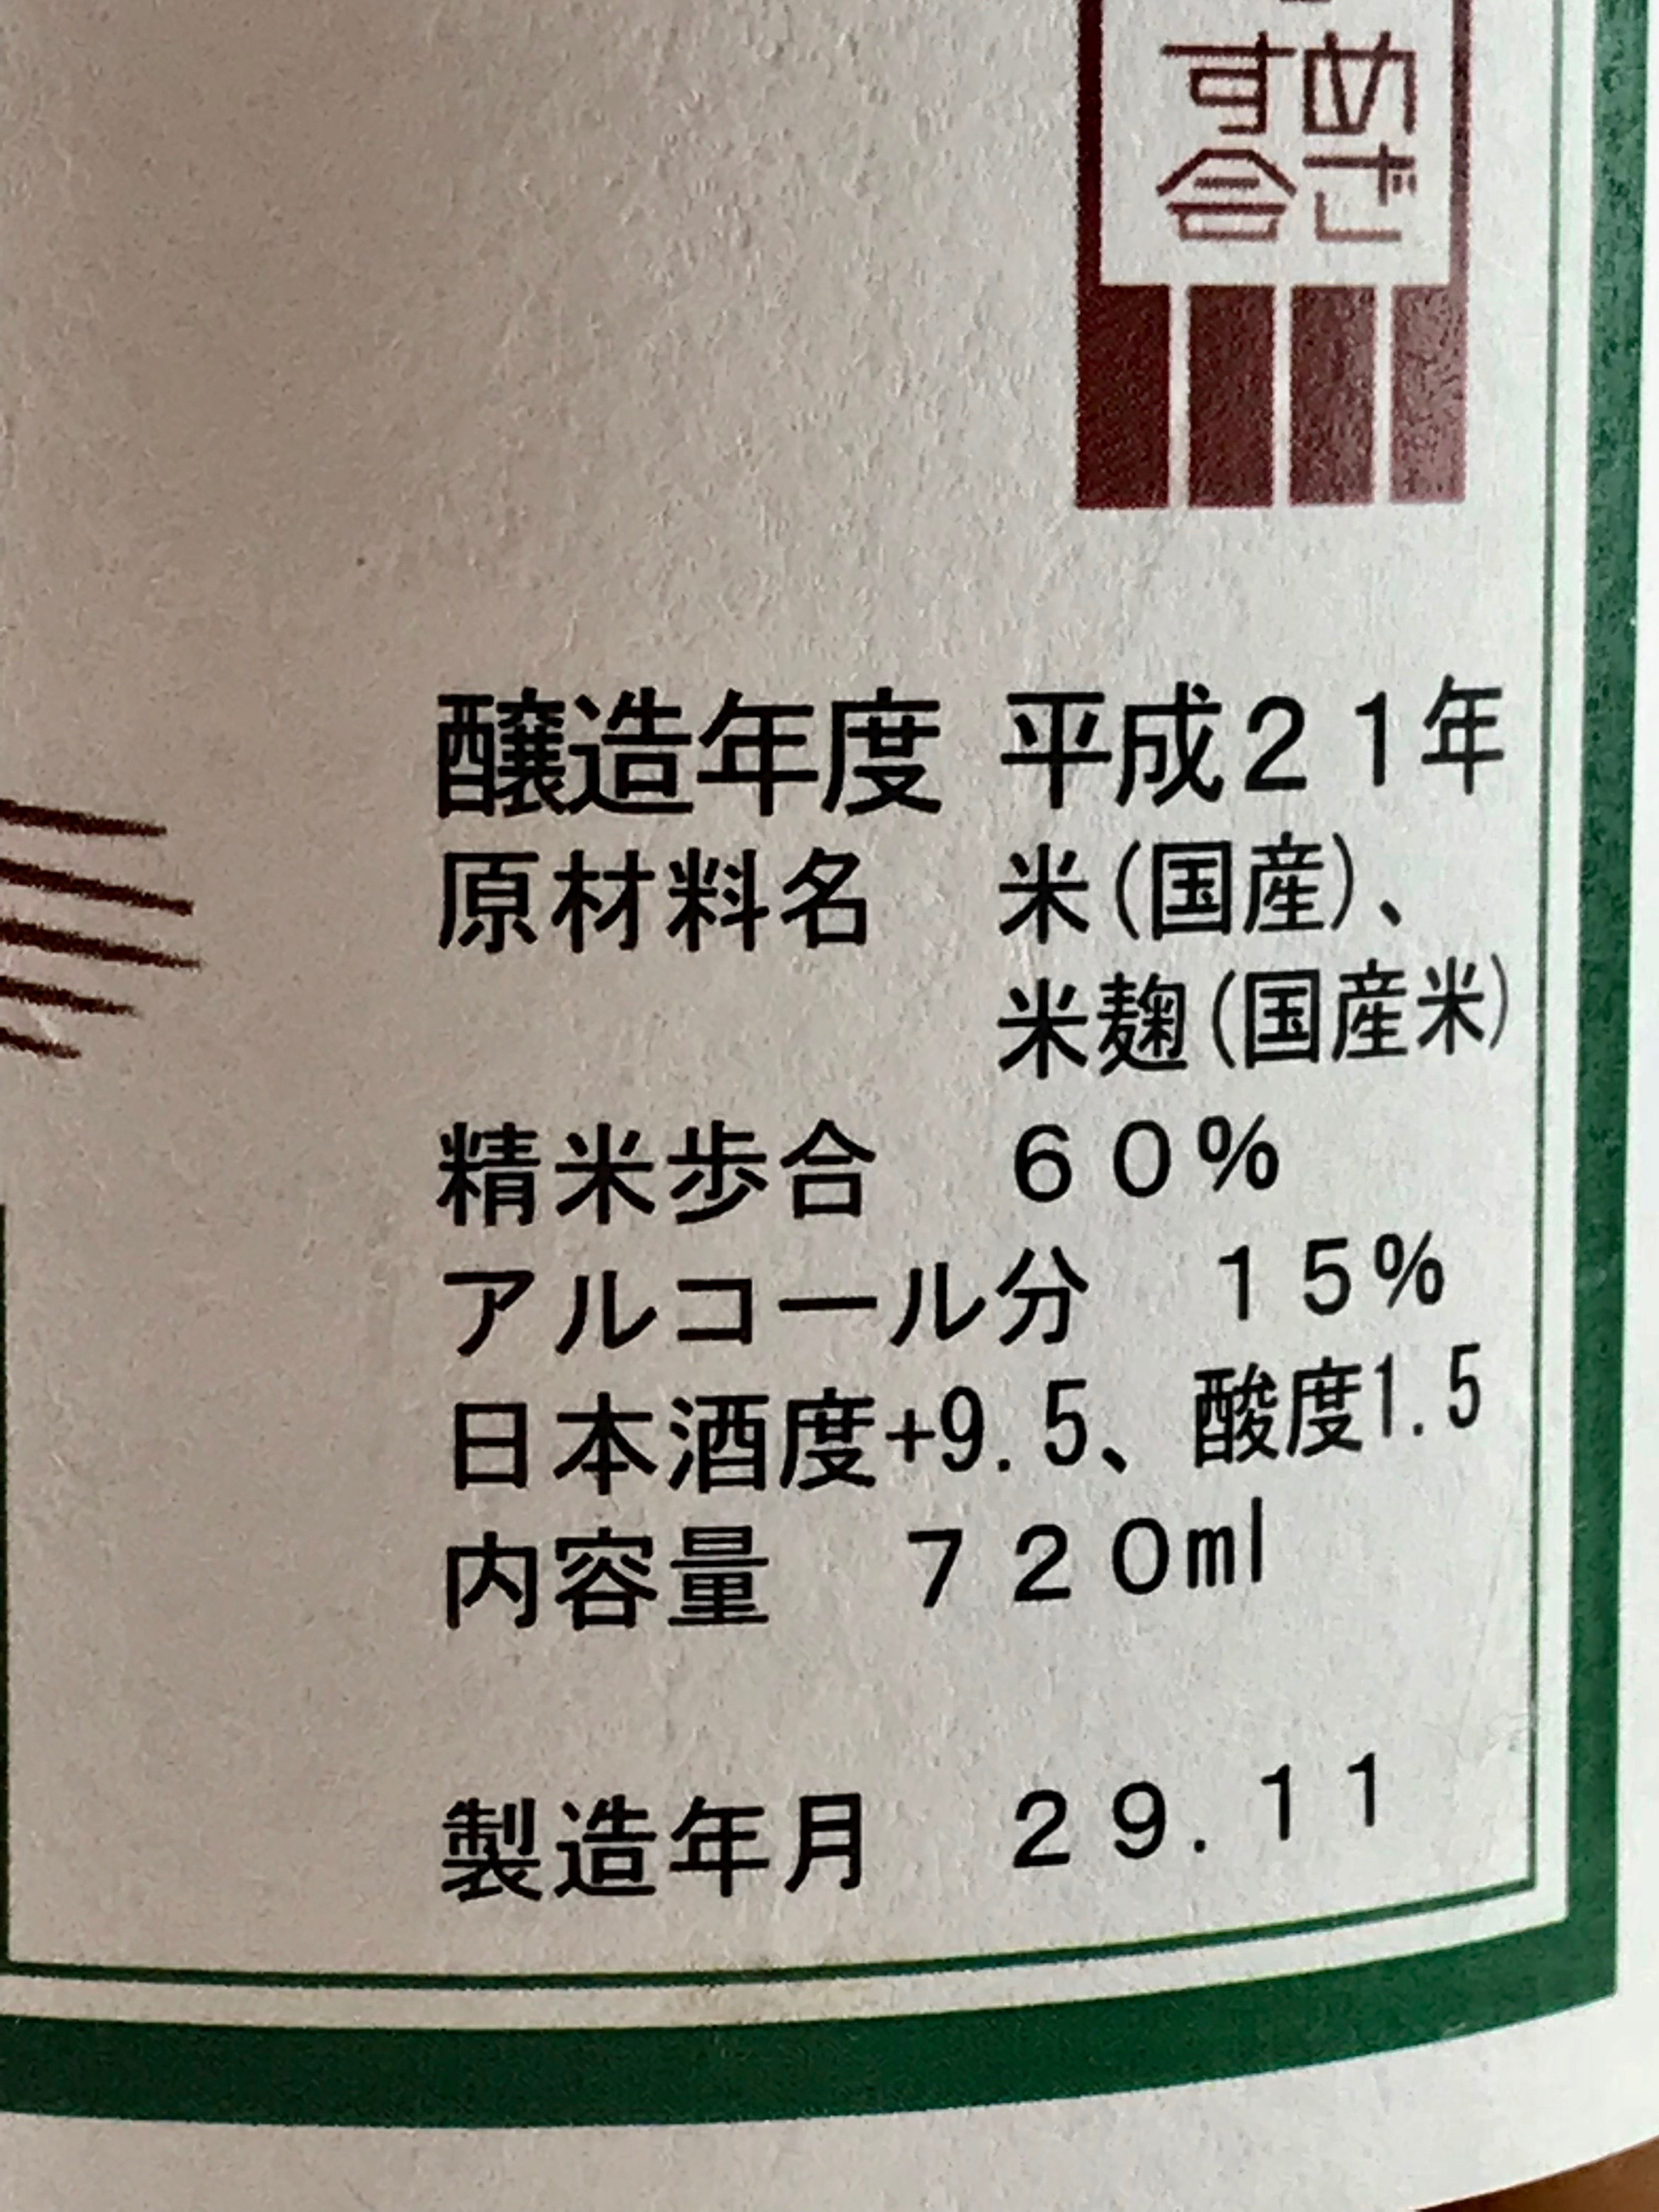 めざ
す會
醸造年度 平成21年
原材料名 米(国産)、
米麹(国産米)
精米歩合 60%
アルコール分 15%
日本酒度+9.5、酸度1.5
内容量 720ml
製造年月 29.11